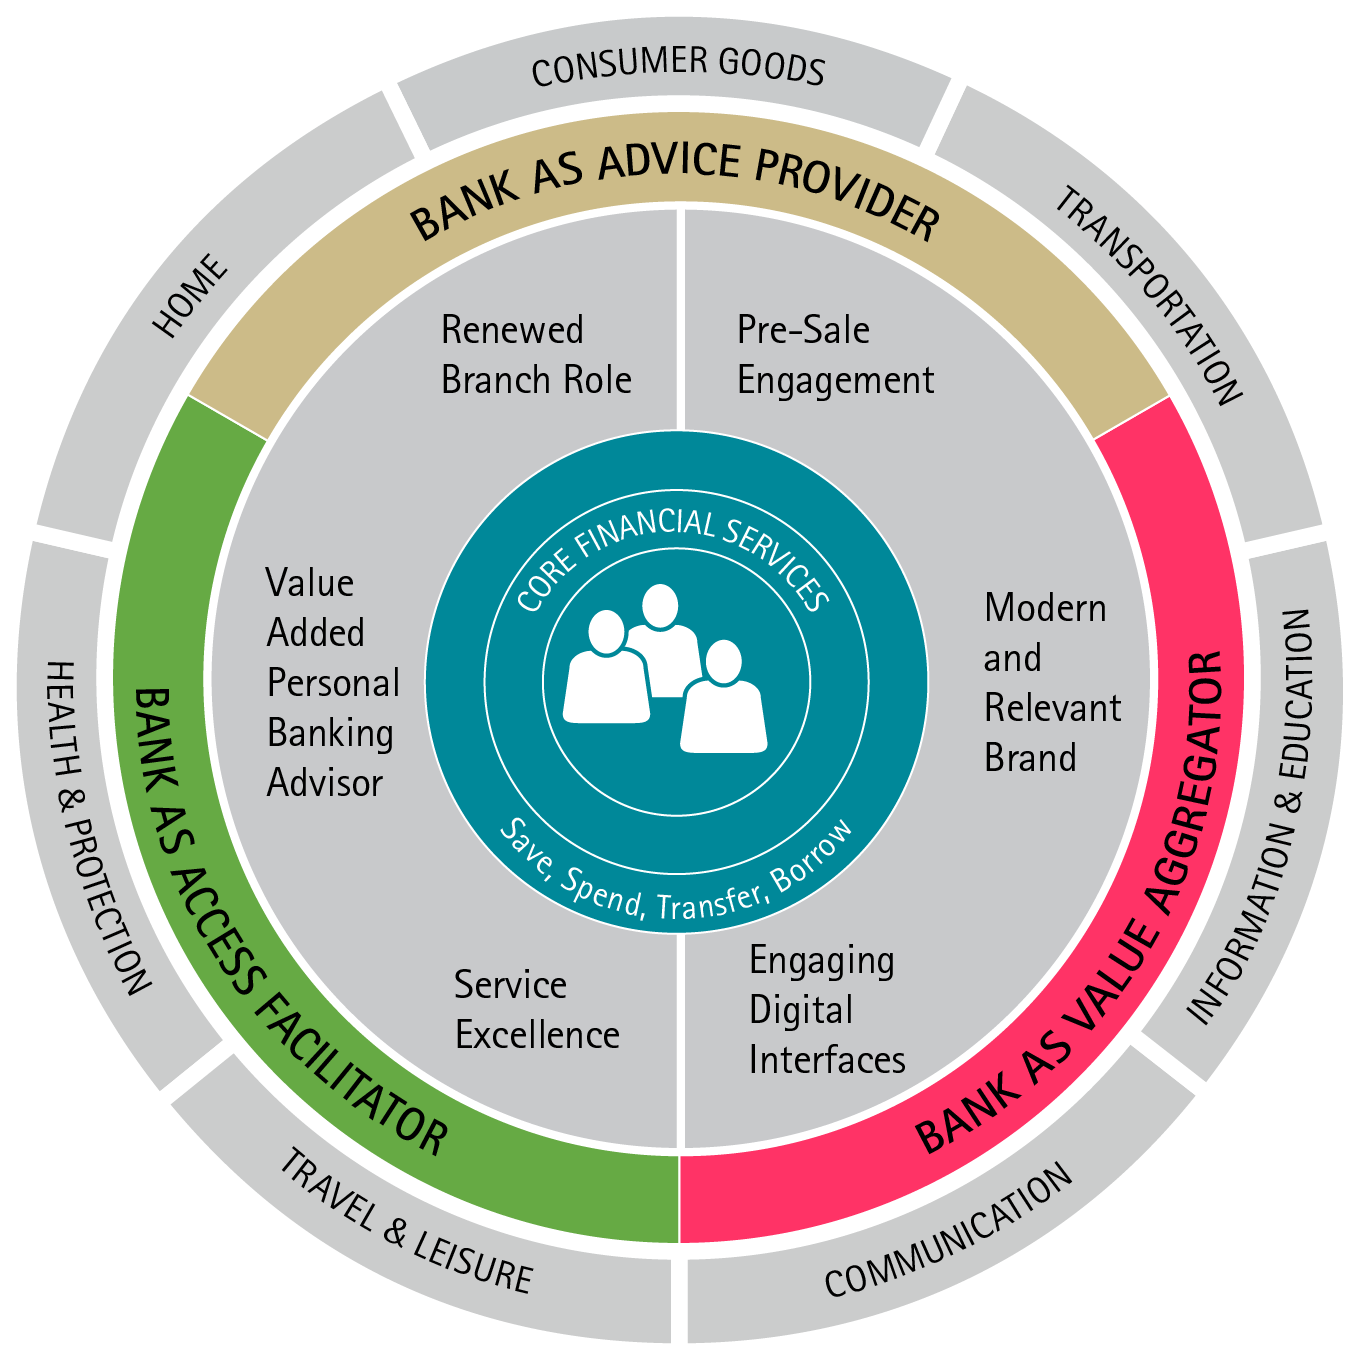 CONSUMER GOODS
TRANSPORTATION
INFORMATION & EDUCATION
COMMUNICATION
TRAVEL & LEISURE
HEALTH & PROTECTION
HOME
BANK AS ADVICE PROVIDER
BANK AS VALUE AGGREGATOR
BANK AS ACCESS FACILITATOR
Renewed
Branch Role
Pre-Sale
Engagement
Value
Added
Personal
Banking
Advisor
Modern
and
Relevant
Brand
Service
Excellence
Engaging
Digital
Interfaces
CORE FINANCIAL SERVICES
Save, Spend, Transfer, Borrow